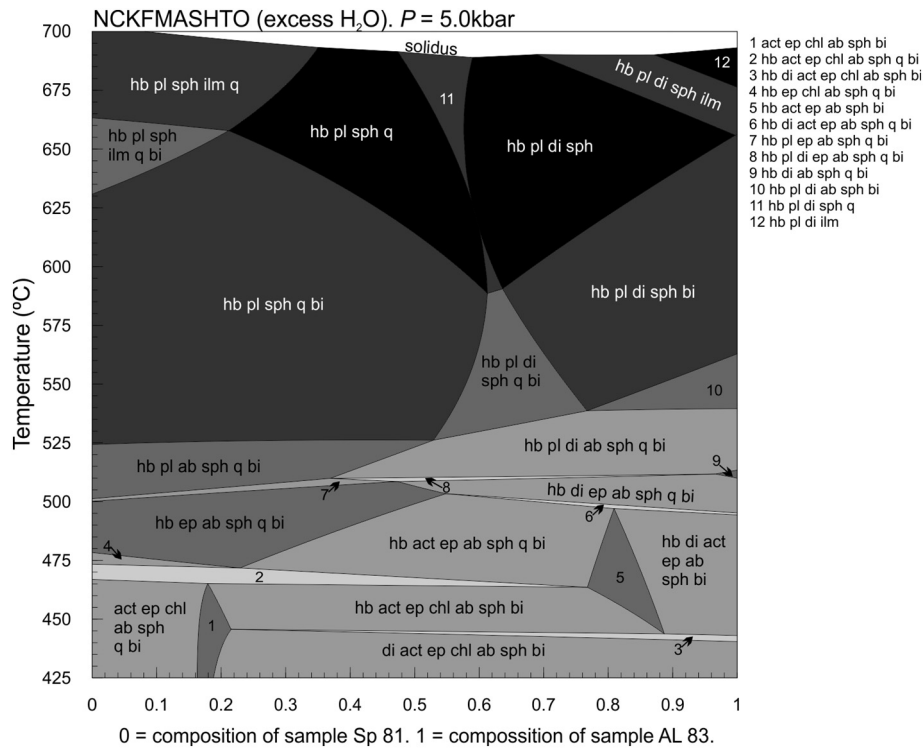 NCKFMASHTO (excess H₂O). P = 5.0kbar
700
675
650
625
600
575
550
525
500
475
450
425
Temperature (ºC)
solidus
hb pl sph ilm q
hb pl sph
ilm q bi
hb pl sph q
11
hb pl di sph
hb pl di sph ilm
12
hb pl sph q bi
hb pl di sph bi
hb pl di
sph q bi
10
hb pl di ab sph q bi
hb pl ab sph q bi
9
7
8
hb di ep ab sph q bi
hb ep ab sph q bi
6
4
hb act ep ab sph q bi
hb di act
ep ab
sph bi
2
5
act ep chl
ab sph
q bi
1
hb act ep chl ab sph bi
di act ep chl ab sph bi
3
0 0.1 0.2 0.3 0.4 0.5 0.6 0.7 0.8 0.9 1
0 = composition of sample Sp 81. 1 = compossition of sample AL 83.
1 act ep chl ab sph bi
2 hb act ep chl ab sph q bi
3 hb di act ep chl ab sph bi
4 hb ep chl ab sph q bi
5 hb act ep ab sph bi
6 hb di act ep ab sph q bi
7 hb pl ep ab sph q bi
8 hb pl di ep ab sph q bi
9 hb di ab sph q bi
10 hb pl di ab sph bi
11 hb pl di sph q
12 hb pl di ilm